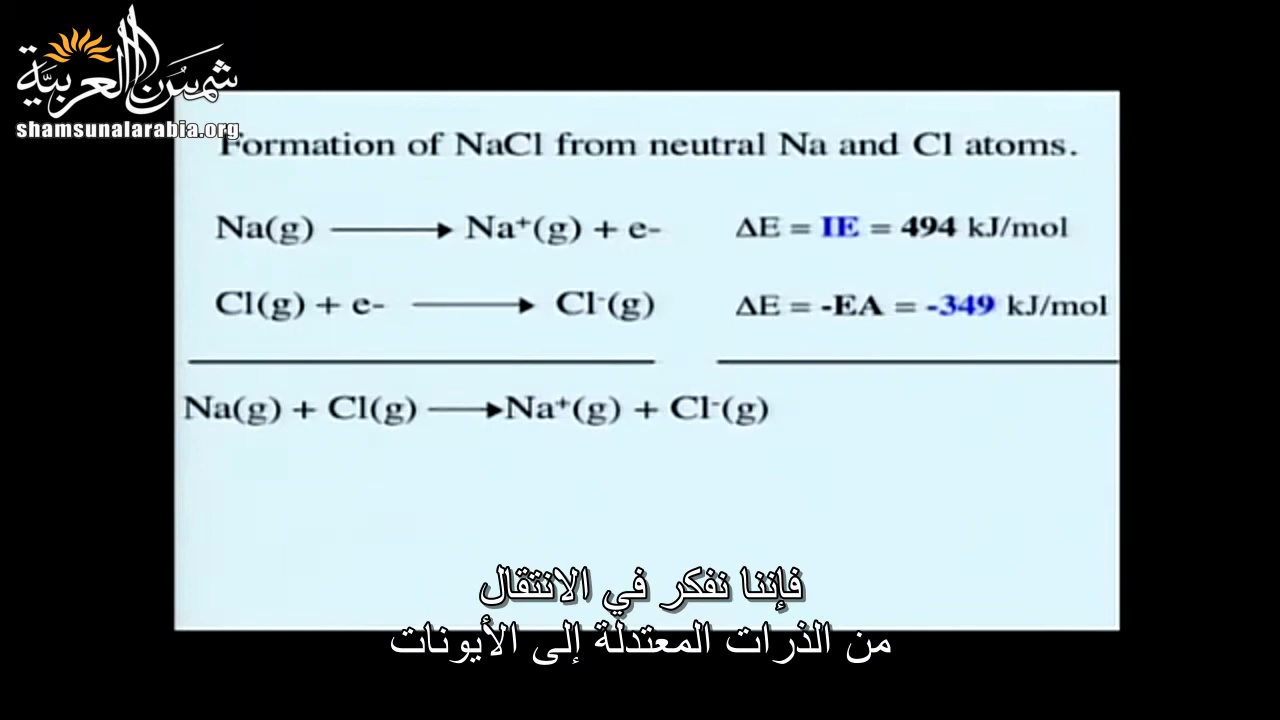 شمسُ العربيّة
shamsunalarabia.org
Formation of NaCl from neutral Na and Cl atoms.
Na(g) ⟶ Na⁺(g) + e- ΔE = IE = 494 kJ/mol
Cl(g) + e- ⟶ Cl⁻(g) ΔE = -EA = -349 kJ/mol
Na(g) + Cl(g) ⟶ Na⁺(g) + Cl⁻(g)
فإننا نفكر في الانتقال
من الذرات المعتدلة إلى الأيونات